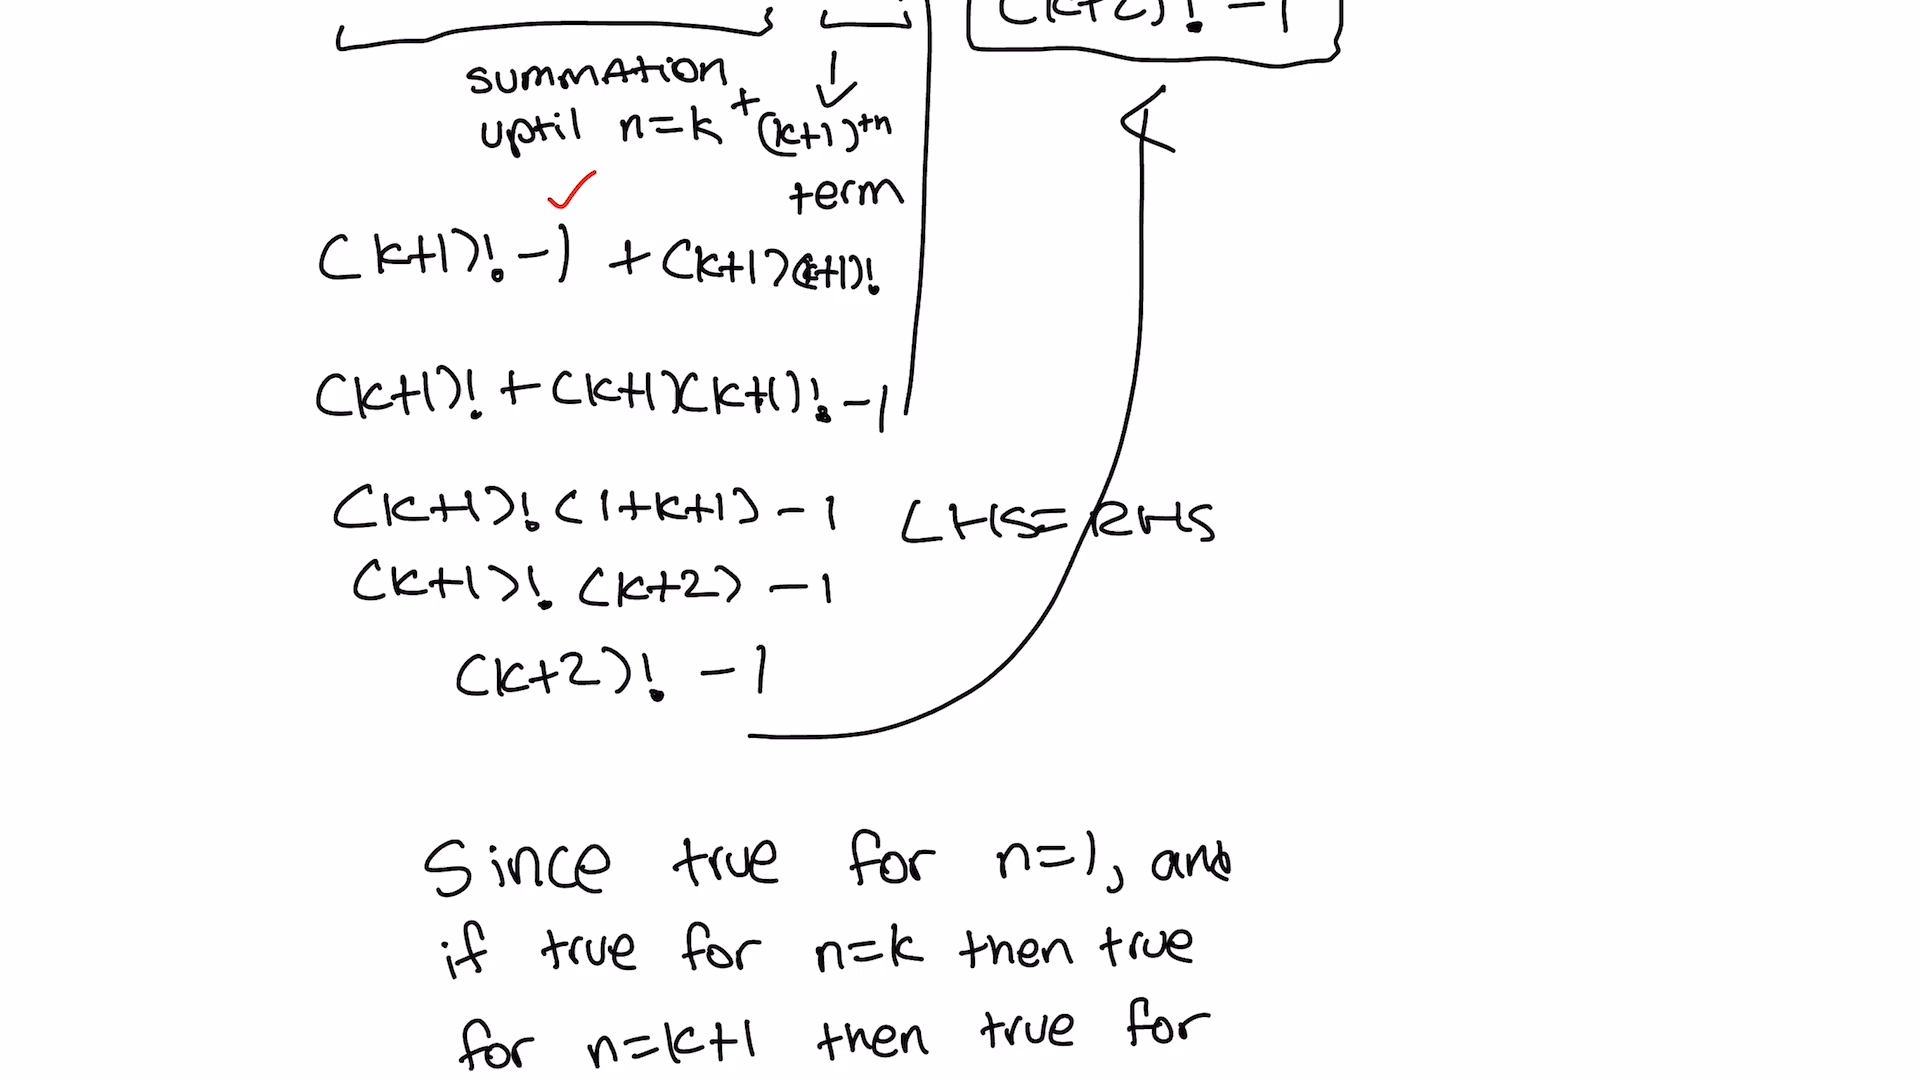 (k+2)! -1
summation
uptil n=k + (k+1)th
term
(k+1)! -1 + (k+1)(k+1)!
(k+1)! + (k+1)(k+1)! -1
(k+1)! (1+k+1) -1 LHS=RHS
(k+1)! (k+2) -1
(k+2)! -1
Since true for n=1, and
if true for n=k then true
for n=k+1 then true for